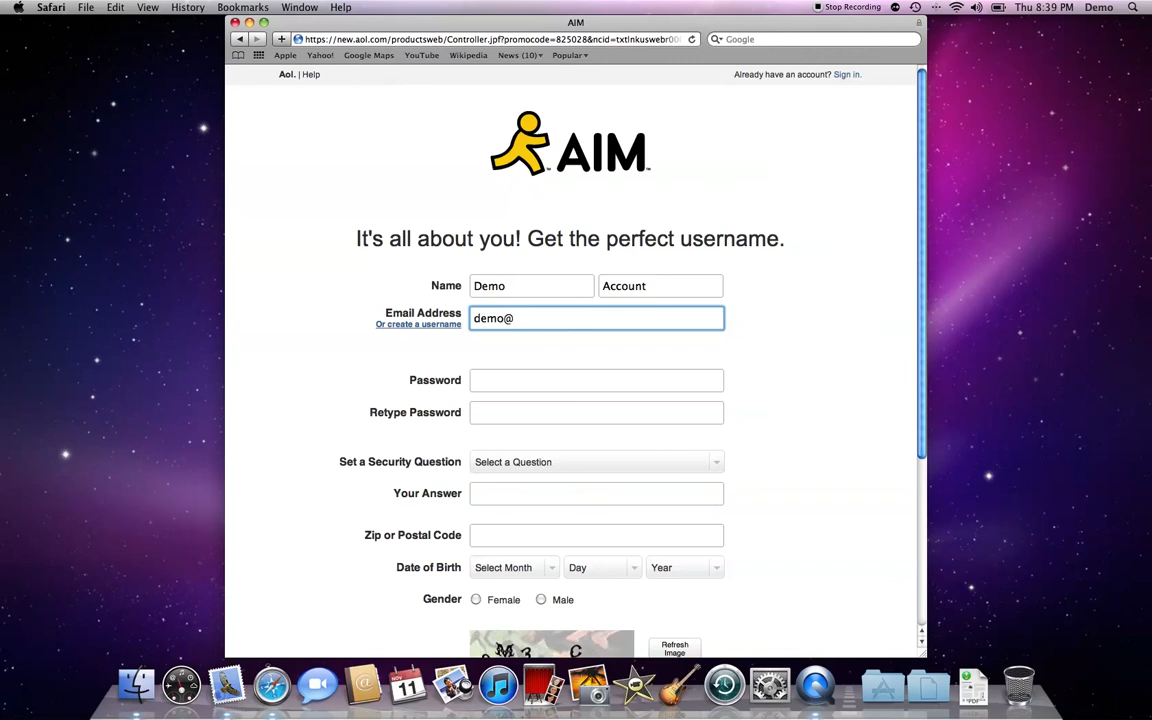 Safari File Edit View History Bookmarks Window Help Stop Recording Thu 8:39 PM Demo
AIM
https://new.aol.com/productsweb/Controller.jpf?promocode=825028&ncid=txtlnkuswebr00 Google
Apple Yahoo! Google Maps YouTube Wikipedia News (10) Popular
Aol. | Help Already have an account? Sign in.
AIM
It's all about you! Get the perfect username.
Name Demo Account
Email Address demo@
Or create a username
Password
Retype Password
Set a Security Question Select a Question
Your Answer
Zip or Postal Code
Date of Birth Select Month Day Year
Gender Female Male
Refresh
Image
11
PDF